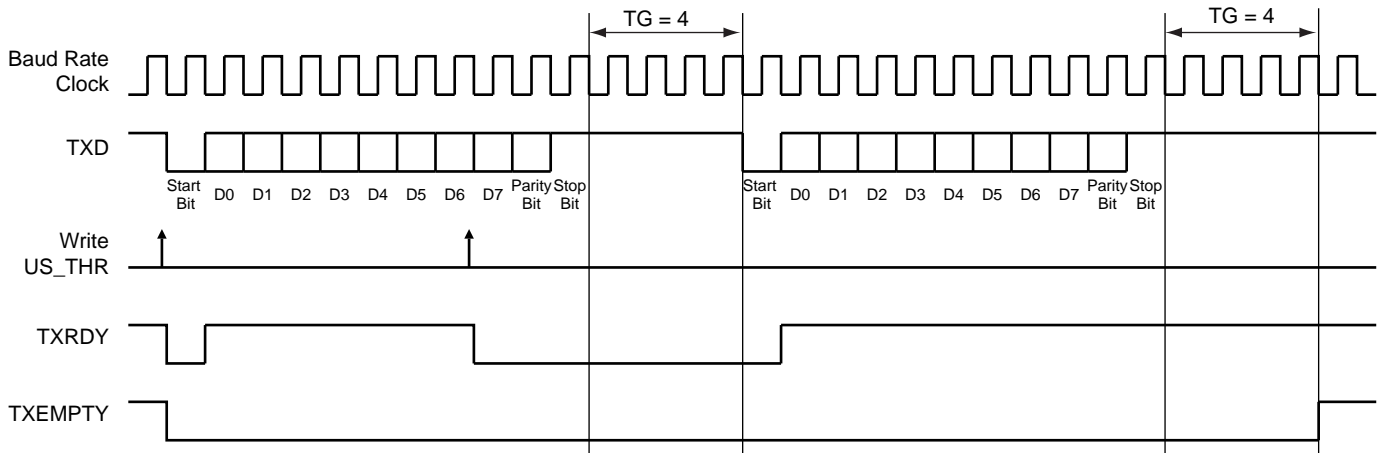 TG = 4
TG = 4
Baud Rate
Clock
TXD
Start
Bit
D0
D1
D2
D3
D4
D5
D6
D7
Parity
Bit
Stop
Bit
Start
Bit
D0
D1
D2
D3
D4
D5
D6
D7
Parity
Bit
Stop
Bit
Write
US_THR
TXRDY
TXEMPTY